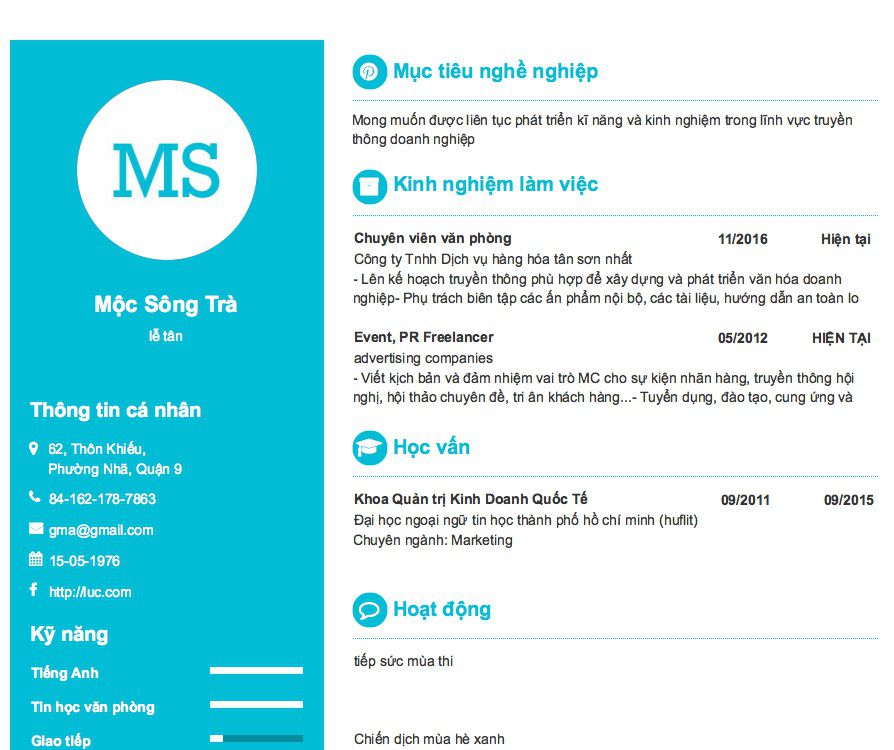 MS
Mộc Sông Trà
lễ tân
Thông tin cá nhân
62, Thôn Khiếu,
Phường Nhã, Quận 9
84-162-178-7863
gma@gmail.com
15-05-1976
http://luc.com
Kỹ năng
Tiếng Anh
Tin học văn phòng
Giao tiếp
Mục tiêu nghề nghiệp
Mong muốn được liên tục phát triển kĩ năng và kinh nghiệm trong lĩnh vực truyền
thông doanh nghiệp
Kinh nghiệm làm việc
Chuyên viên văn phòng 11/2016 Hiện tại
Công ty Tnhh Dịch vụ hàng hóa tân sơn nhất
- Lên kế hoạch truyền thông phù hợp để xây dựng và phát triển văn hóa doanh
nghiệp- Phụ trách biên tập các ấn phẩm nội bộ, các tài liệu, hướng dẫn an toàn lo
Event, PR Freelancer 05/2012 HIỆN TẠI
advertising companies
- Viết kịch bản và đảm nhiệm vai trò MC cho sự kiện nhãn hàng, truyền thông hội
nghị, hội thảo chuyên đề, tri ân khách hàng...- Tuyển dụng, đào tạo, cung ứng và
Học vấn
Khoa Quản trị Kinh Doanh Quốc Tế 09/2011 09/2015
Đại học ngoại ngữ tin học thành phố hồ chí minh (huflit)
Chuyên ngành: Marketing
Hoạt động
tiếp sức mùa thi
Chiến dịch mùa hè xanh